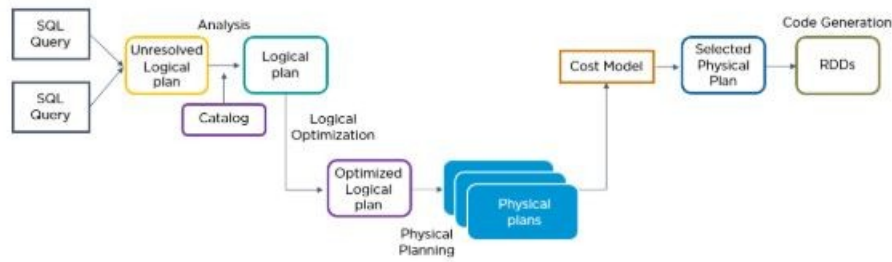 SQL
Query
SQL
Query
Analysis
Unresolved
Logical
plan
Logical
plan
Catalog
Logical
Optimization
Optimized
Logical
plan
Physical
Planning
Physical
plans
Cost Model
Selected
Physical
Plan
Code Generation
RDDs